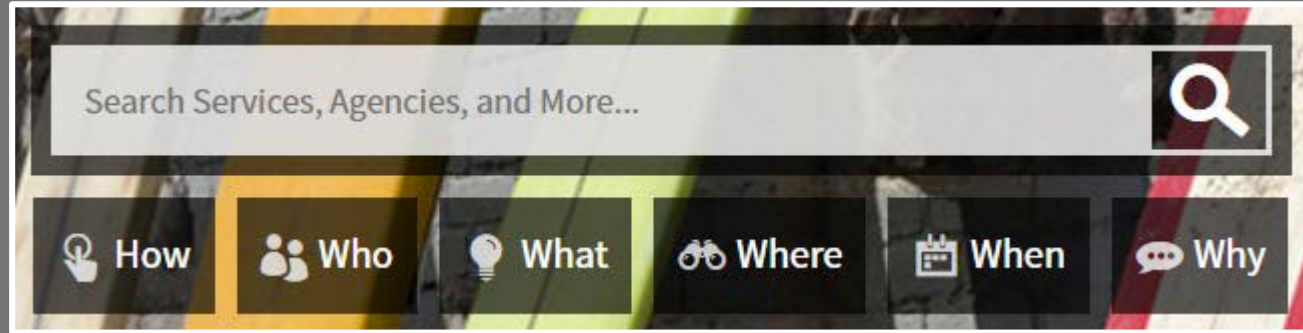 Search Services, Agencies, and More...
How Who What Where When Why